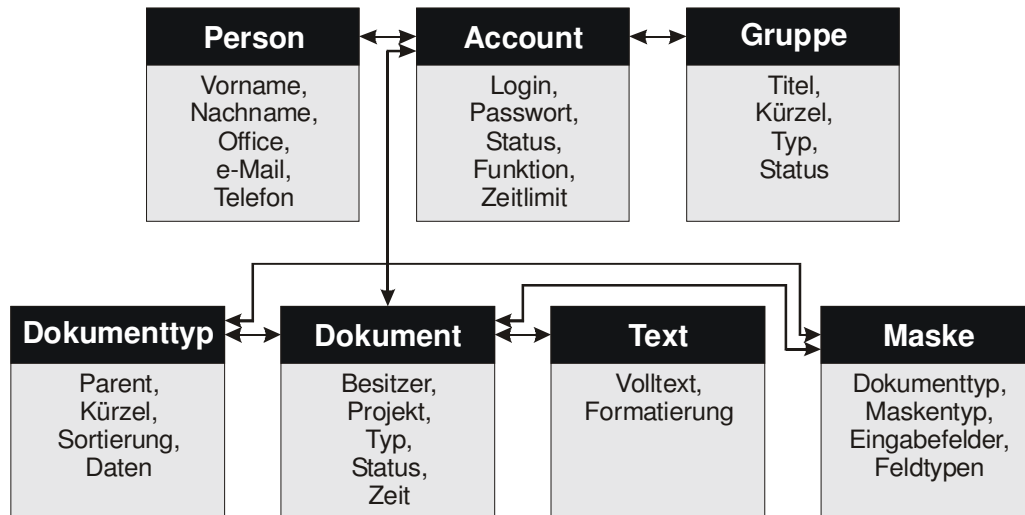 Person
Vorname,
Nachname,
Office,
e-Mail,
Telefon
Account
Login,
Passwort,
Status,
Funktion,
Zeitlimit
Gruppe
Titel,
Kürzel,
Typ,
Status
Dokumenttyp
Parent,
Kürzel,
Sortierung,
Daten
Dokument
Besitzer,
Projekt,
Typ,
Status,
Zeit
Text
Volltext,
Formatierung
Maske
Dokumenttyp,
Maskentyp,
Eingabefelder,
Feldtypen